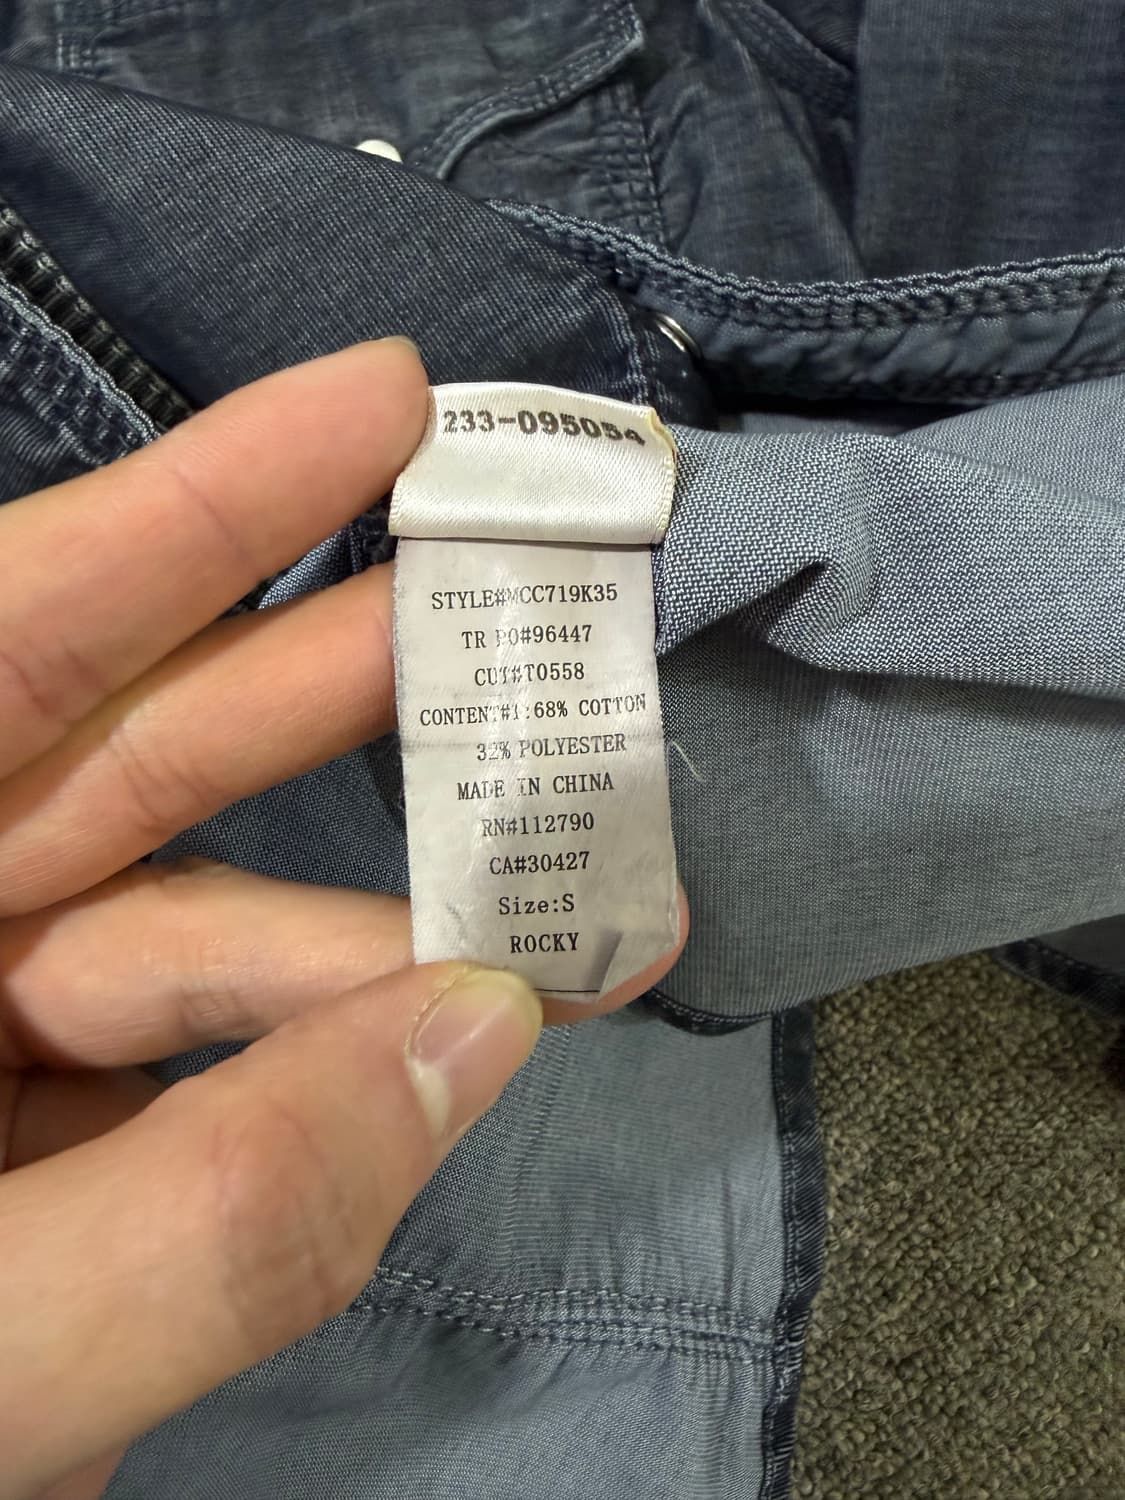 233-095054
STYLE#MCC719K35
TR PO#96447
CUT#T0558
CONTENT#1:68% COTTON
32% POLYESTER
MADE IN CHINA
RN#112790
CA#30427
Size:S
ROCKY